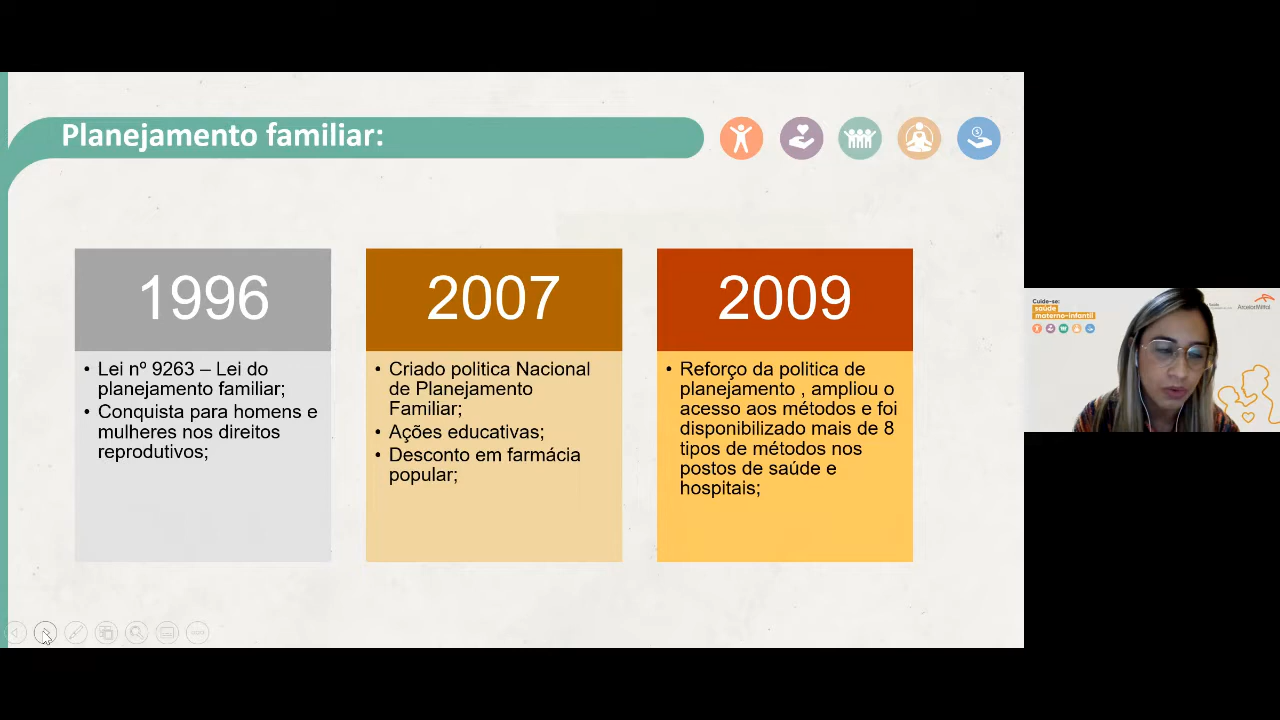 Planejamento familiar:
1996
• Lei nº 9263 – Lei do
planejamento familiar;
• Conquista para homens e
mulheres nos direitos
reprodutivos;
2007
• Criado politica Nacional
de Planejamento
Familiar;
• Ações educativas;
• Desconto em farmácia
popular;
2009
• Reforço da politica de
planejamento , ampliou o
acesso aos métodos e foi
disponibilizado mais de 8
tipos de métodos nos
postos de saúde e
hospitais;
Cuide-se:
saúde
materno-infantil
ArcelorMittal